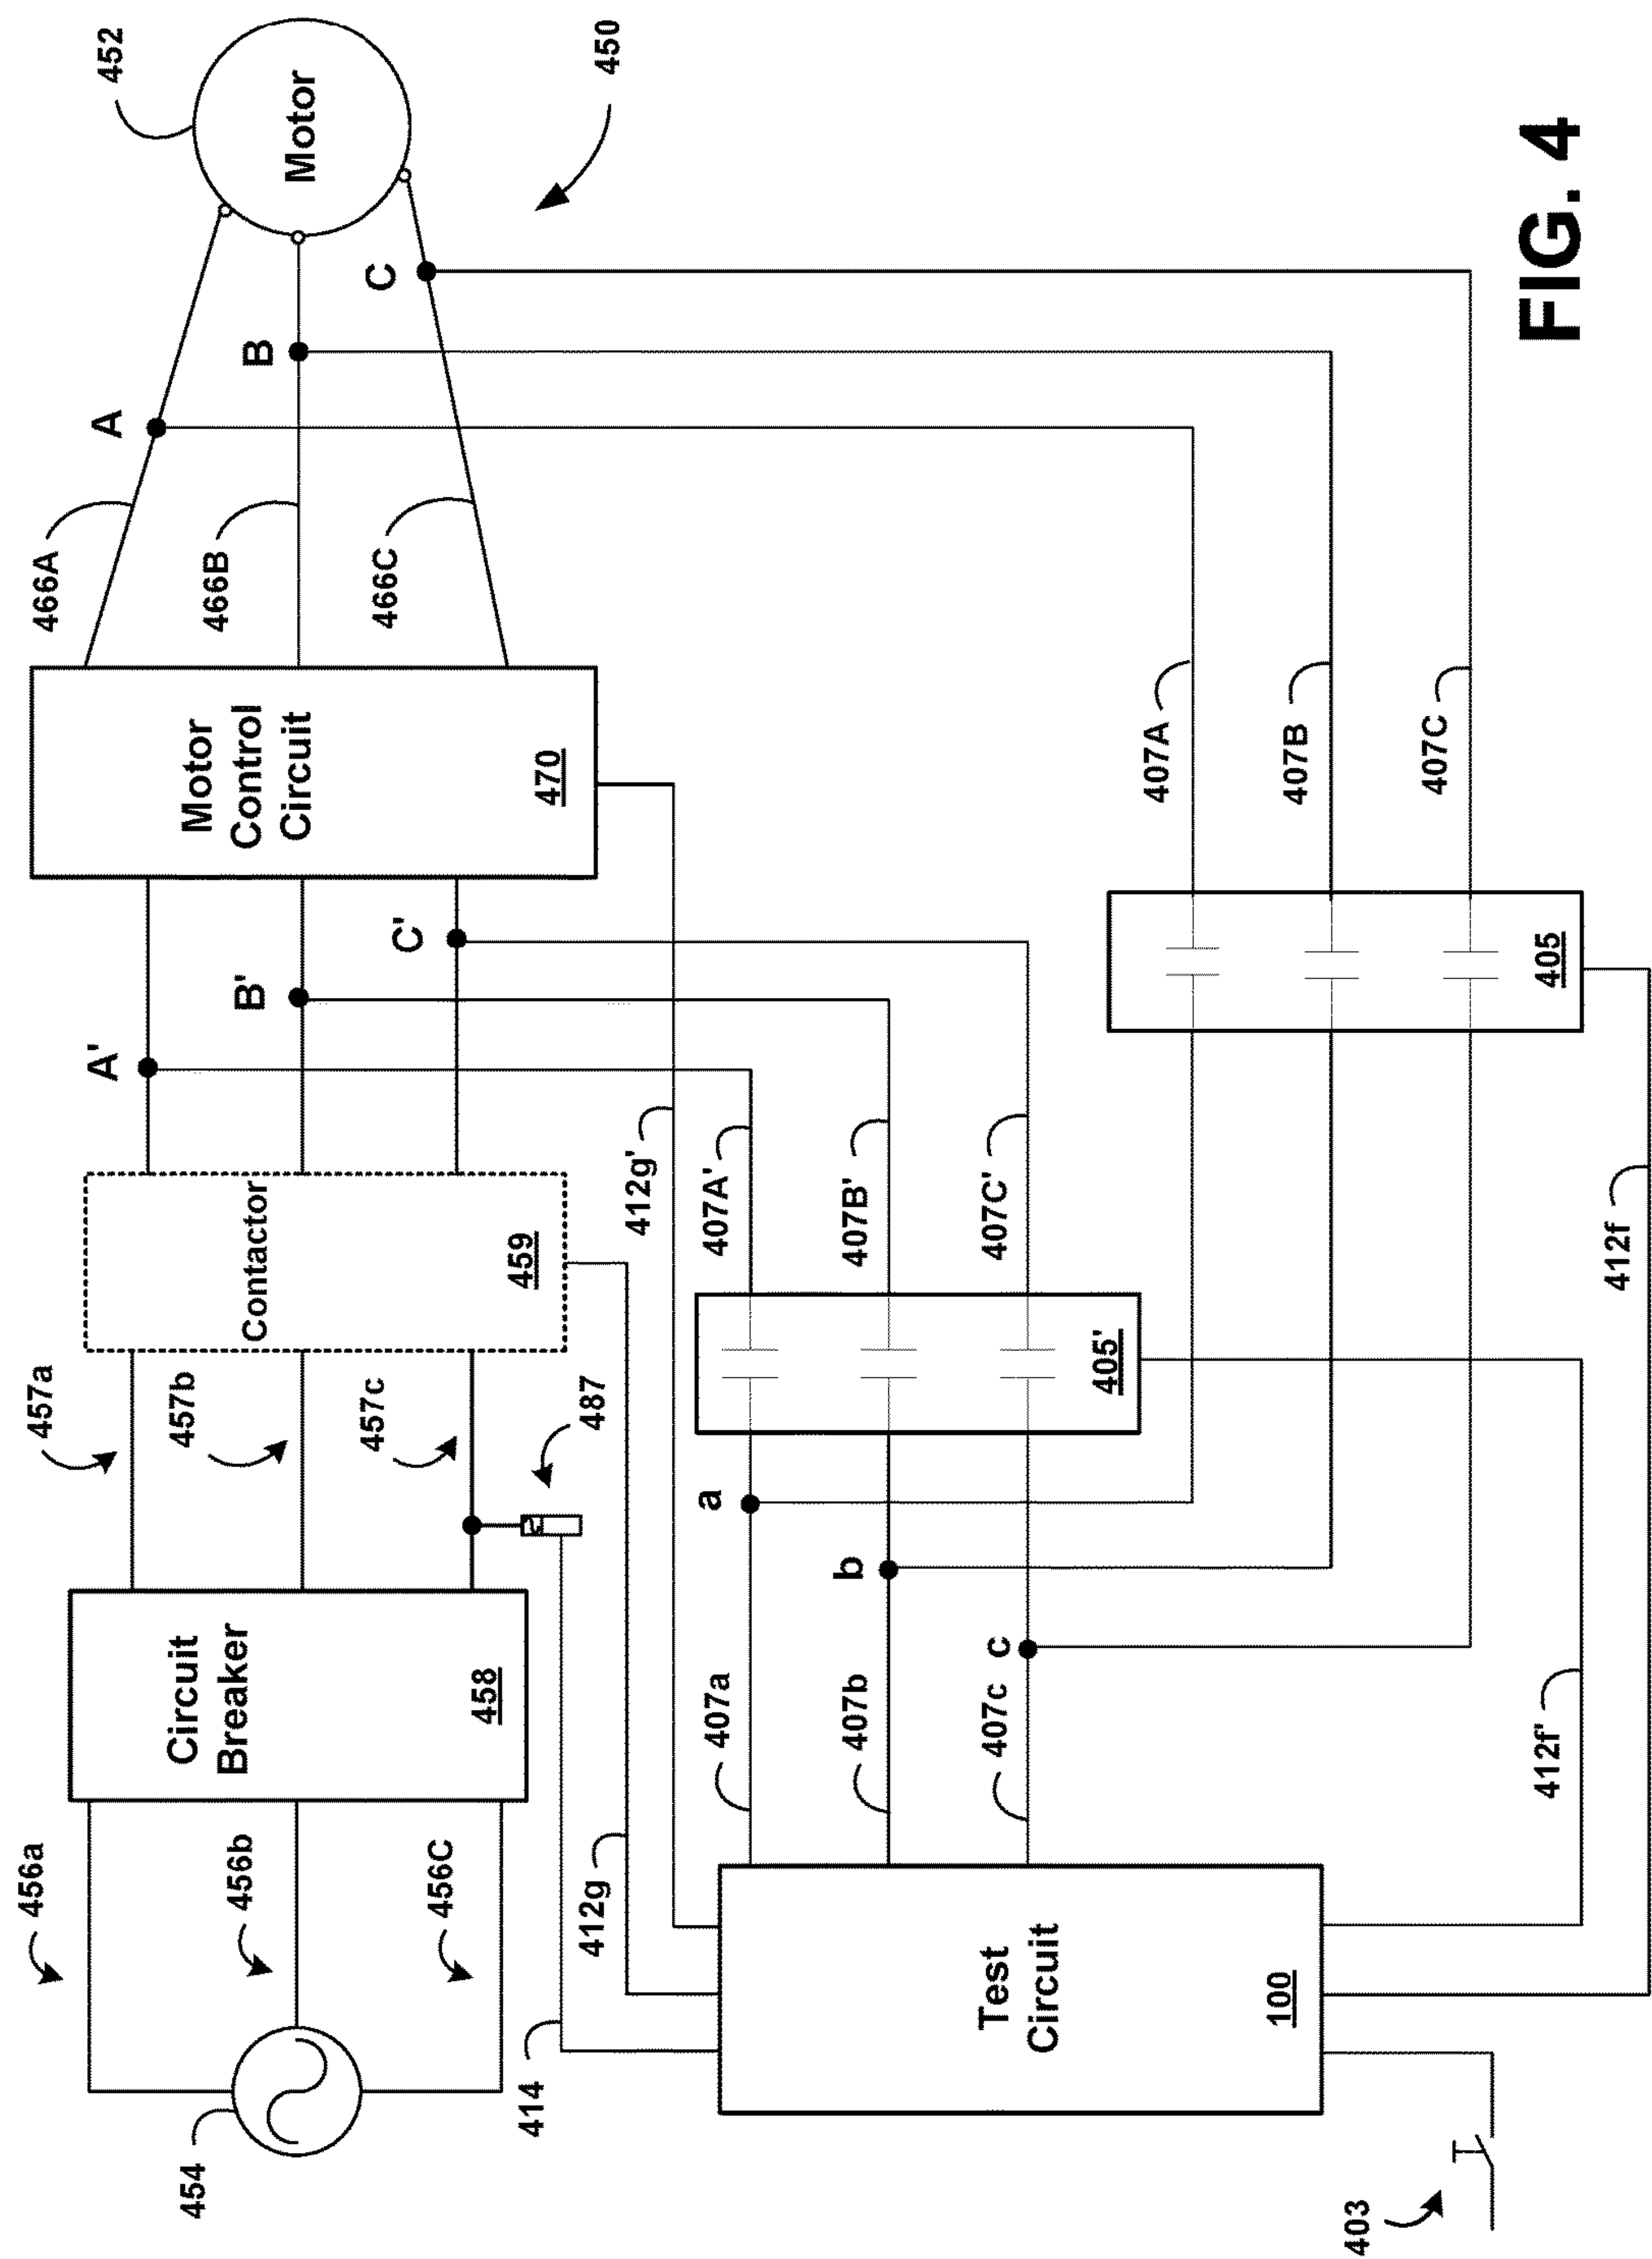 456a
456b
456C
454
Circuit
Breaker
458
457a
457b
457c
487
Contactor
459
A'
B'
C'
Motor
Control
Circuit
470
466A
466B
466C
A
B
C
Motor
452
450
414
412g
412g'
407a
407b
407c
a
b
c
405'
407A'
407B'
407C'
407A
407B
407C
405
Test
Circuit
100
403
412f'
412f
FIG. 4